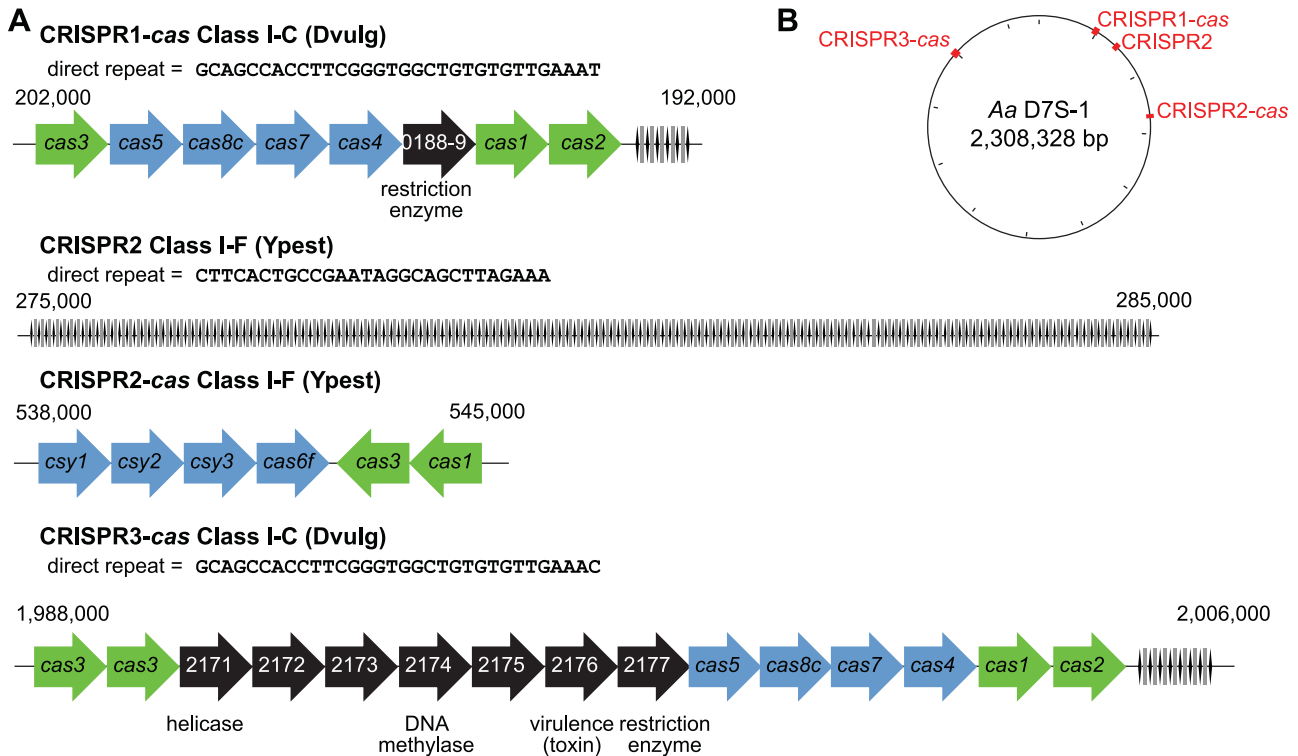 A
CRISPR1-cas Class I-C (Dvulg)
direct repeat = GCAGCCACCTTCGGGTGGCTGTGTGTTGAAAT
202,000
192,000
cas3 cas5 cas8c cas7 cas4 0188-9 cas1 cas2
restriction
enzyme
CRISPR2 Class I-F (Ypest)
direct repeat = CTTCACTGCCGAATAGGCAGCTTAGAAA
275,000
285,000
CRISPR2-cas Class I-F (Ypest)
538,000
545,000
csy1 csy2 csy3 cas6f cas3 cas1
CRISPR3-cas Class I-C (Dvulg)
direct repeat = GCAGCCACCTTCGGGTGGCTGTGTGTTGAAAC
1,988,000
2,006,000
cas3 cas3 2171 2172 2173 2174 2175 2176 2177 cas5 cas8c cas7 cas4 cas1 cas2
helicase
DNA
methylase
virulence
(toxin)
restriction
enzyme
B
CRISPR3-cas
CRISPR1-cas
CRISPR2
CRISPR2-cas
Aa D7S-1
2,308,328 bp